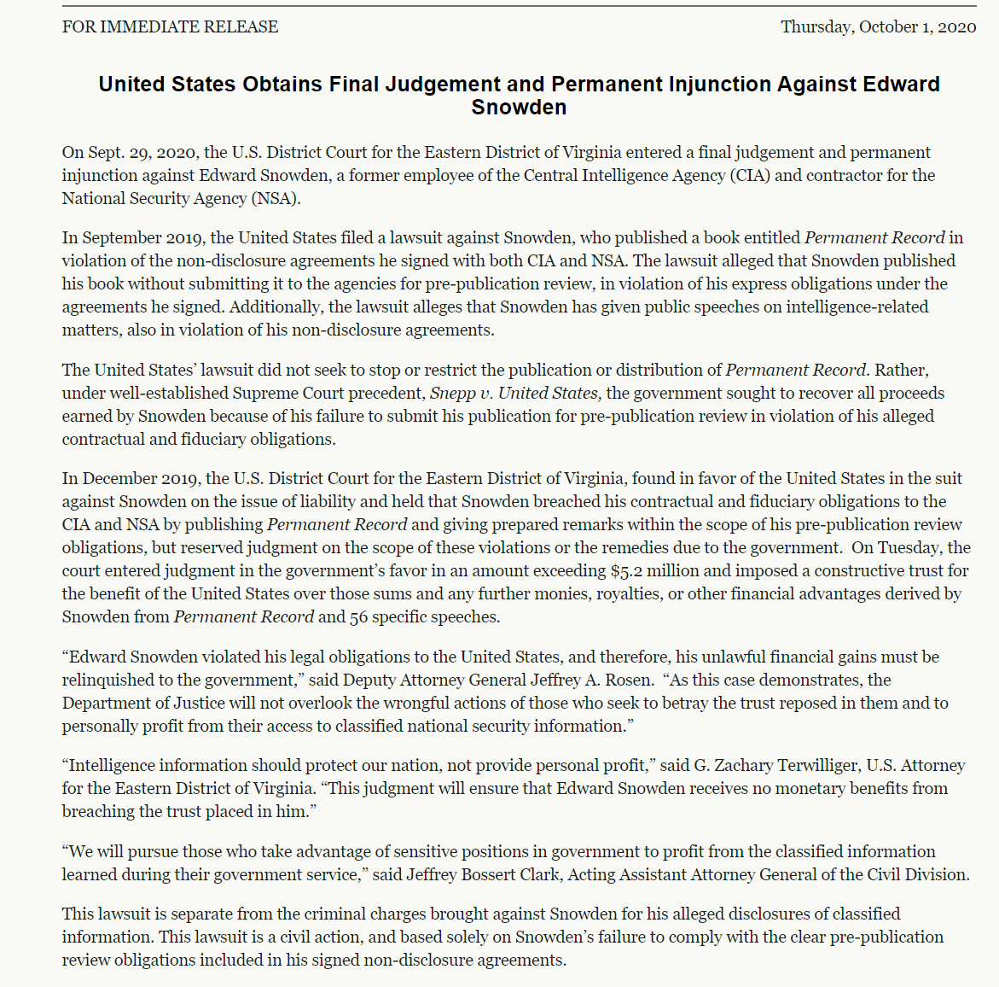 FOR IMMEDIATE RELEASE
Thursday, October 1, 2020
United States Obtains Final Judgement and Permanent Injunction Against Edward
Snowden
On Sept. 29, 2020, the U.S. District Court for the Eastern District of Virginia entered a final judgement and permanent
injunction against Edward Snowden, a former employee of the Central Intelligence Agency (CIA) and contractor for the
National Security Agency (NSA).
In September 2019, the United States filed a lawsuit against Snowden, who published a book entitled Permanent Record in
violation of the non-disclosure agreements he signed with both CIA and NSA. The lawsuit alleged that Snowden published
his book without submitting it to the agencies for pre-publication review, in violation of his express obligations under the
agreements he signed. Additionally, the lawsuit alleges that Snowden has given public speeches on intelligence-related
matters, also in violation of his non-disclosure agreements.
The United States’ lawsuit did not seek to stop or restrict the publication or distribution of Permanent Record. Rather,
under well-established Supreme Court precedent, Snepp v. United States, the government sought to recover all proceeds
earned by Snowden because of his failure to submit his publication for pre-publication review in violation of his alleged
contractual and fiduciary obligations.
In December 2019, the U.S. District Court for the Eastern District of Virginia, found in favor of the United States in the suit
against Snowden on the issue of liability and held that Snowden breached his contractual and fiduciary obligations to the
CIA and NSA by publishing Permanent Record and giving prepared remarks within the scope of his pre-publication review
obligations, but reserved judgment on the scope of these violations or the remedies due to the government.  On Tuesday, the
court entered judgment in the government’s favor in an amount exceeding $5.2 million and imposed a constructive trust for
the benefit of the United States over those sums and any further monies, royalties, or other financial advantages derived by
Snowden from Permanent Record and 56 specific speeches.
“Edward Snowden violated his legal obligations to the United States, and therefore, his unlawful financial gains must be
relinquished to the government,” said Deputy Attorney General Jeffrey A. Rosen.  “As this case demonstrates, the
Department of Justice will not overlook the wrongful actions of those who seek to betray the trust reposed in them and to
personally profit from their access to classified national security information.”
“Intelligence information should protect our nation, not provide personal profit,” said G. Zachary Terwilliger, U.S. Attorney
for the Eastern District of Virginia. “This judgment will ensure that Edward Snowden receives no monetary benefits from
breaching the trust placed in him.”
“We will pursue those who take advantage of sensitive positions in government to profit from the classified information
learned during their government service,” said Jeffrey Bossert Clark, Acting Assistant Attorney General of the Civil Division.
This lawsuit is separate from the criminal charges brought against Snowden for his alleged disclosures of classified
information. This lawsuit is a civil action, and based solely on Snowden’s failure to comply with the clear pre-publication
review obligations included in his signed non-disclosure agreements.